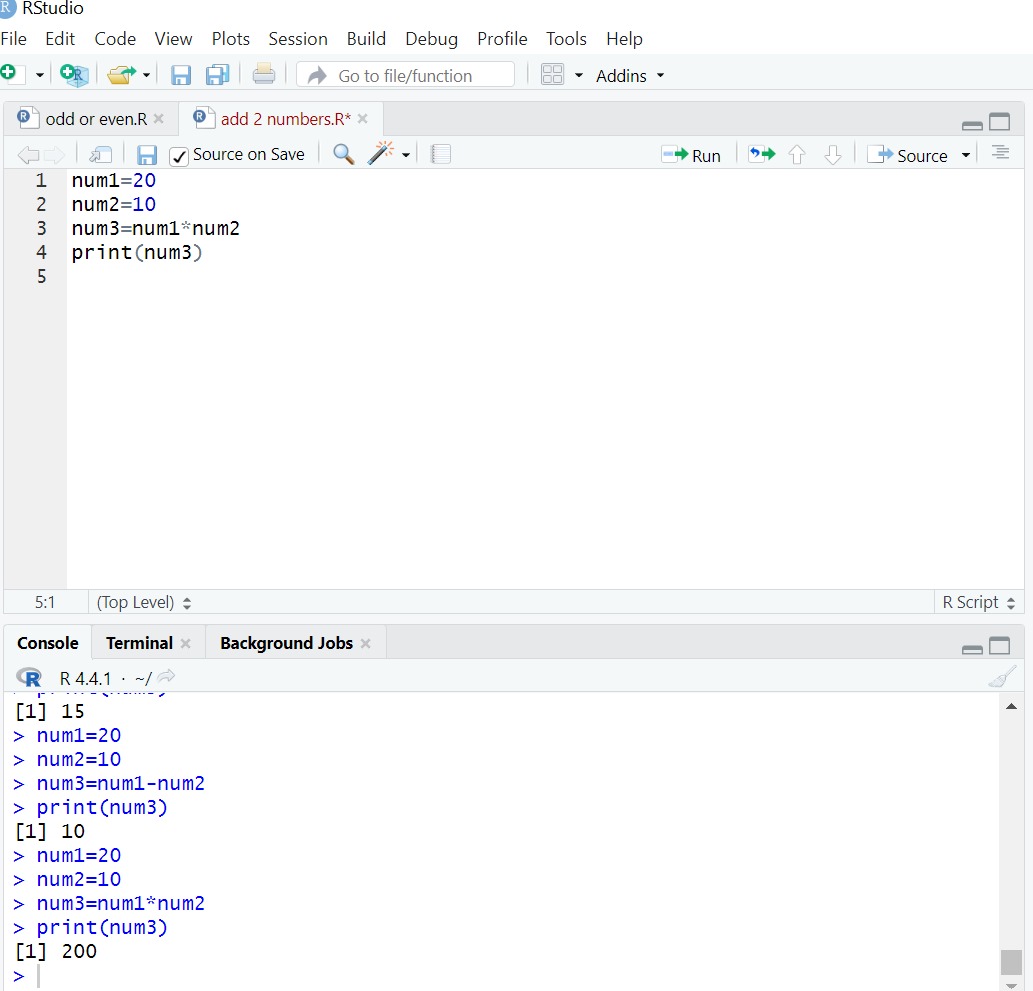 R RStudio
File Edit Code View Plots Session Build Debug Profile Tools Help
R Go to file/function Addins
R odd or even.R × R add 2 numbers.R* ×
Source on Save Run Source
1 num1=20
2 num2=10
3 num3=num1*num2
4 print(num3)
5
5:1 (Top Level) R Script
Console Terminal × Background Jobs ×
R R 4.4.1 · ~/
[1] 15
> num1=20
> num2=10
> num3=num1-num2
> print(num3)
[1] 10
> num1=20
> num2=10
> num3=num1*num2
> print(num3)
[1] 200
>